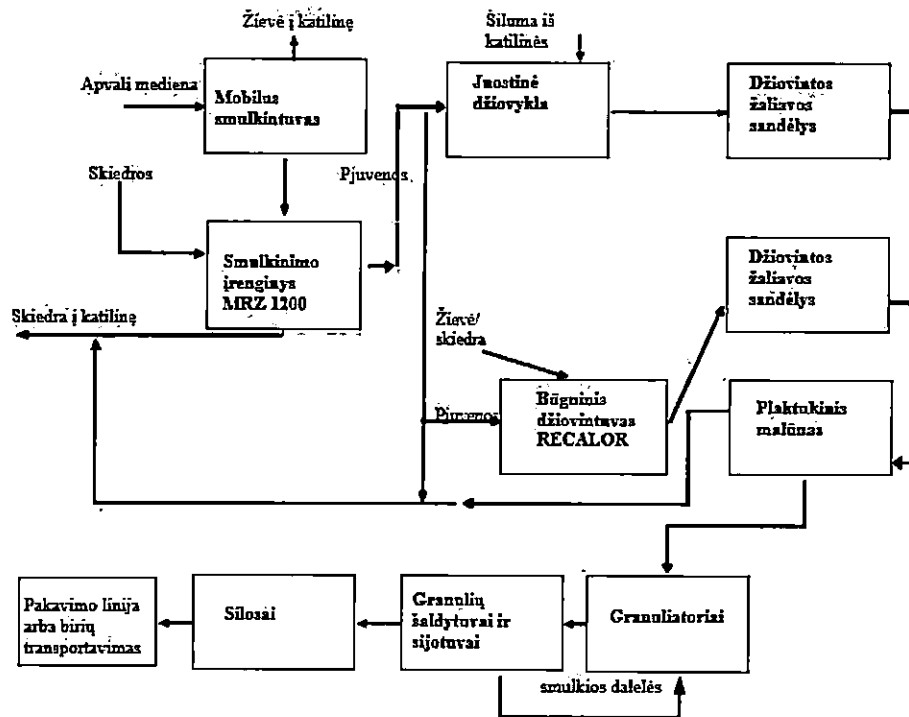 Žievė į katilinę
Apvali mediena
Mobilus
smulkintuvas
Šiluma iš
katilinės
Juostinė
džiovykla
Džiovintos
žaliavos
sandėlys
Skiedros
Pjuvenos
Smulkinimo
įrenginys
MRZ 1200
Džiovintos
žaliavos
sandėlys
Skiedra į katilinę
Žievė/
skiedra
Pjuvenos
Būgninis
džiovintuvas
RECALOR
Plaktukinis
malūnas
Pakavimo linija
arba birių
transportavimas
Silosai
Granulių
šaldytuvai ir
sijotuvai
Granuliatoriai
smulkios dalelės